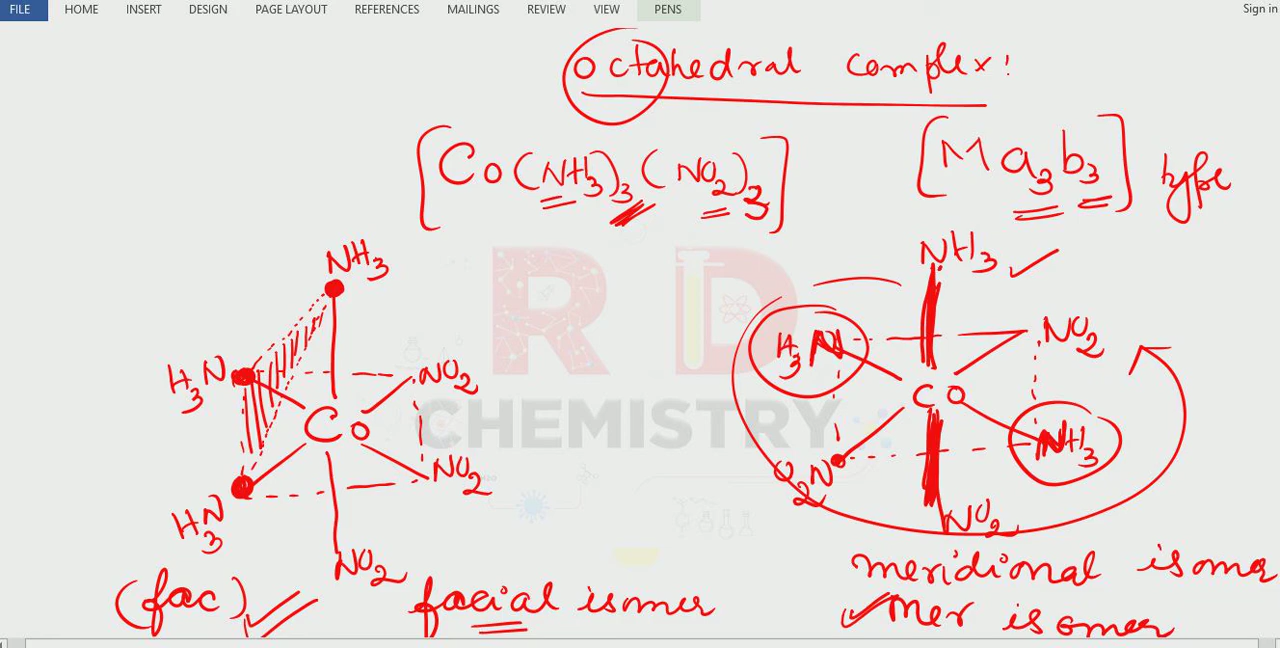 FILE HOME INSERT DESIGN PAGE LAYOUT REFERENCES MAILINGS REVIEW VIEW PENS Sign in
octahedral complex:
[Co(NH3)3(NO2)3] [Ma3b3] type
RD
CHEMISTRY
NH3
H3N NO2
Co
H3N NO2
NO2
NH3
H3N NO2
Co
O2N NH3
NO2
(fac) facial isomer
meridional isome
mer isomer